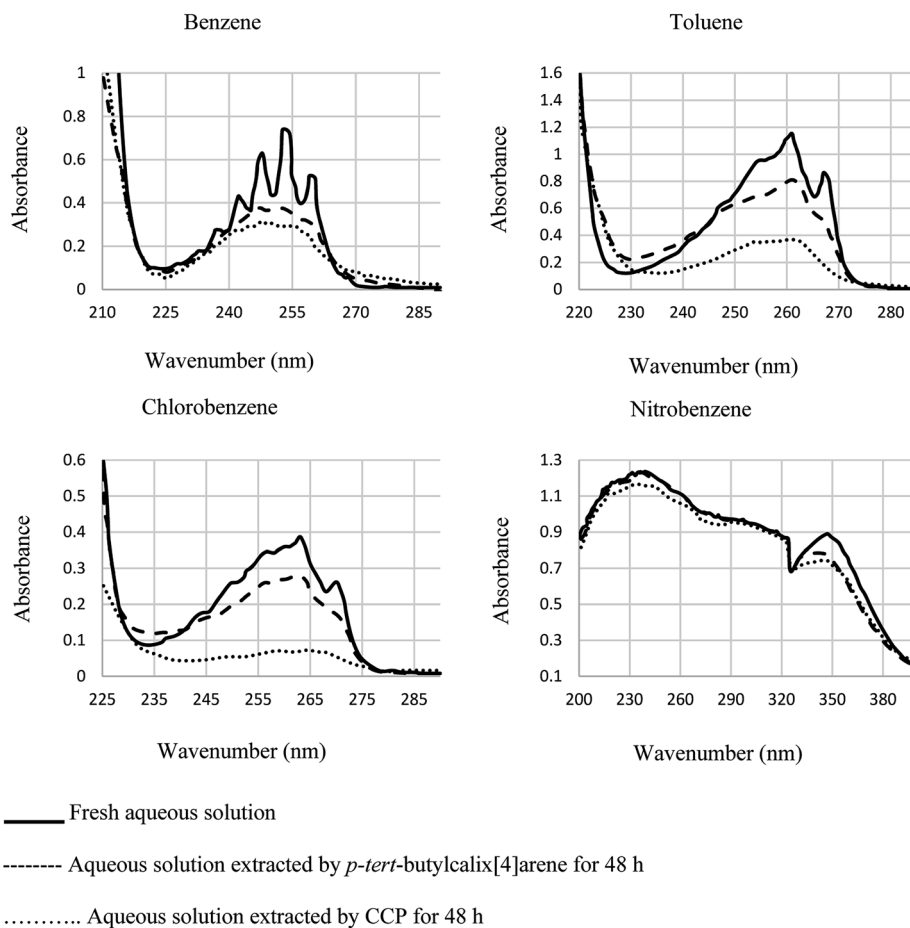 Benzene
Toluene
Absorbance
1
0.8
0.6
0.4
0.2
0
210 225 240 255 270 285
Wavenumber (nm)
Absorbance
1.6
1.4
1.2
1
0.8
0.6
0.4
0.2
0
220 230 240 250 260 270 280
Wavenumber (nm)
Chlorobenzene
Nitrobenzene
Absorbance
0.6
0.5
0.4
0.3
0.2
0.1
0
225 235 245 255 265 275 285
Wavenumber (nm)
Absorbance
1.3
1.1
0.9
0.7
0.5
0.3
0.1
200 230 260 290 320 350 380
Wavenumber (nm)
Fresh aqueous solution
Aqueous solution extracted by p-tert-butylcalix[4]arene for 48 h
Aqueous solution extracted by CCP for 48 h